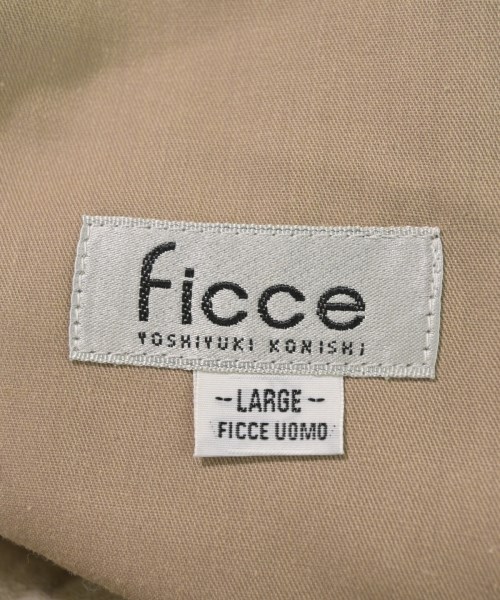 ficce
YOSHIYUKI KONISHI
-- LARGE --
FICCE UOMO